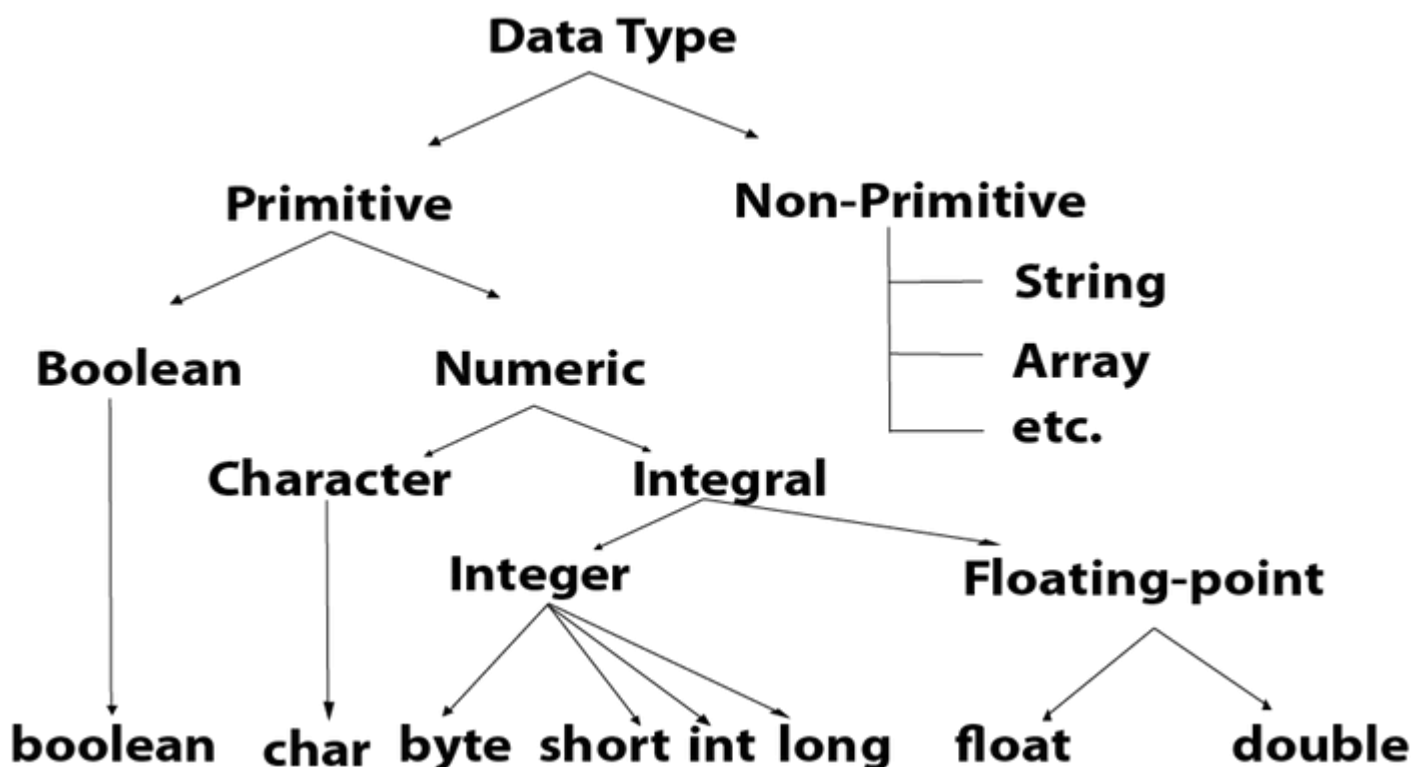 Data Type
Primitive
Non-Primitive
String
Array
etc.
Boolean
Numeric
Character
Integral
Integer
Floating-point
boolean
char
byte
short
int
long
float
double